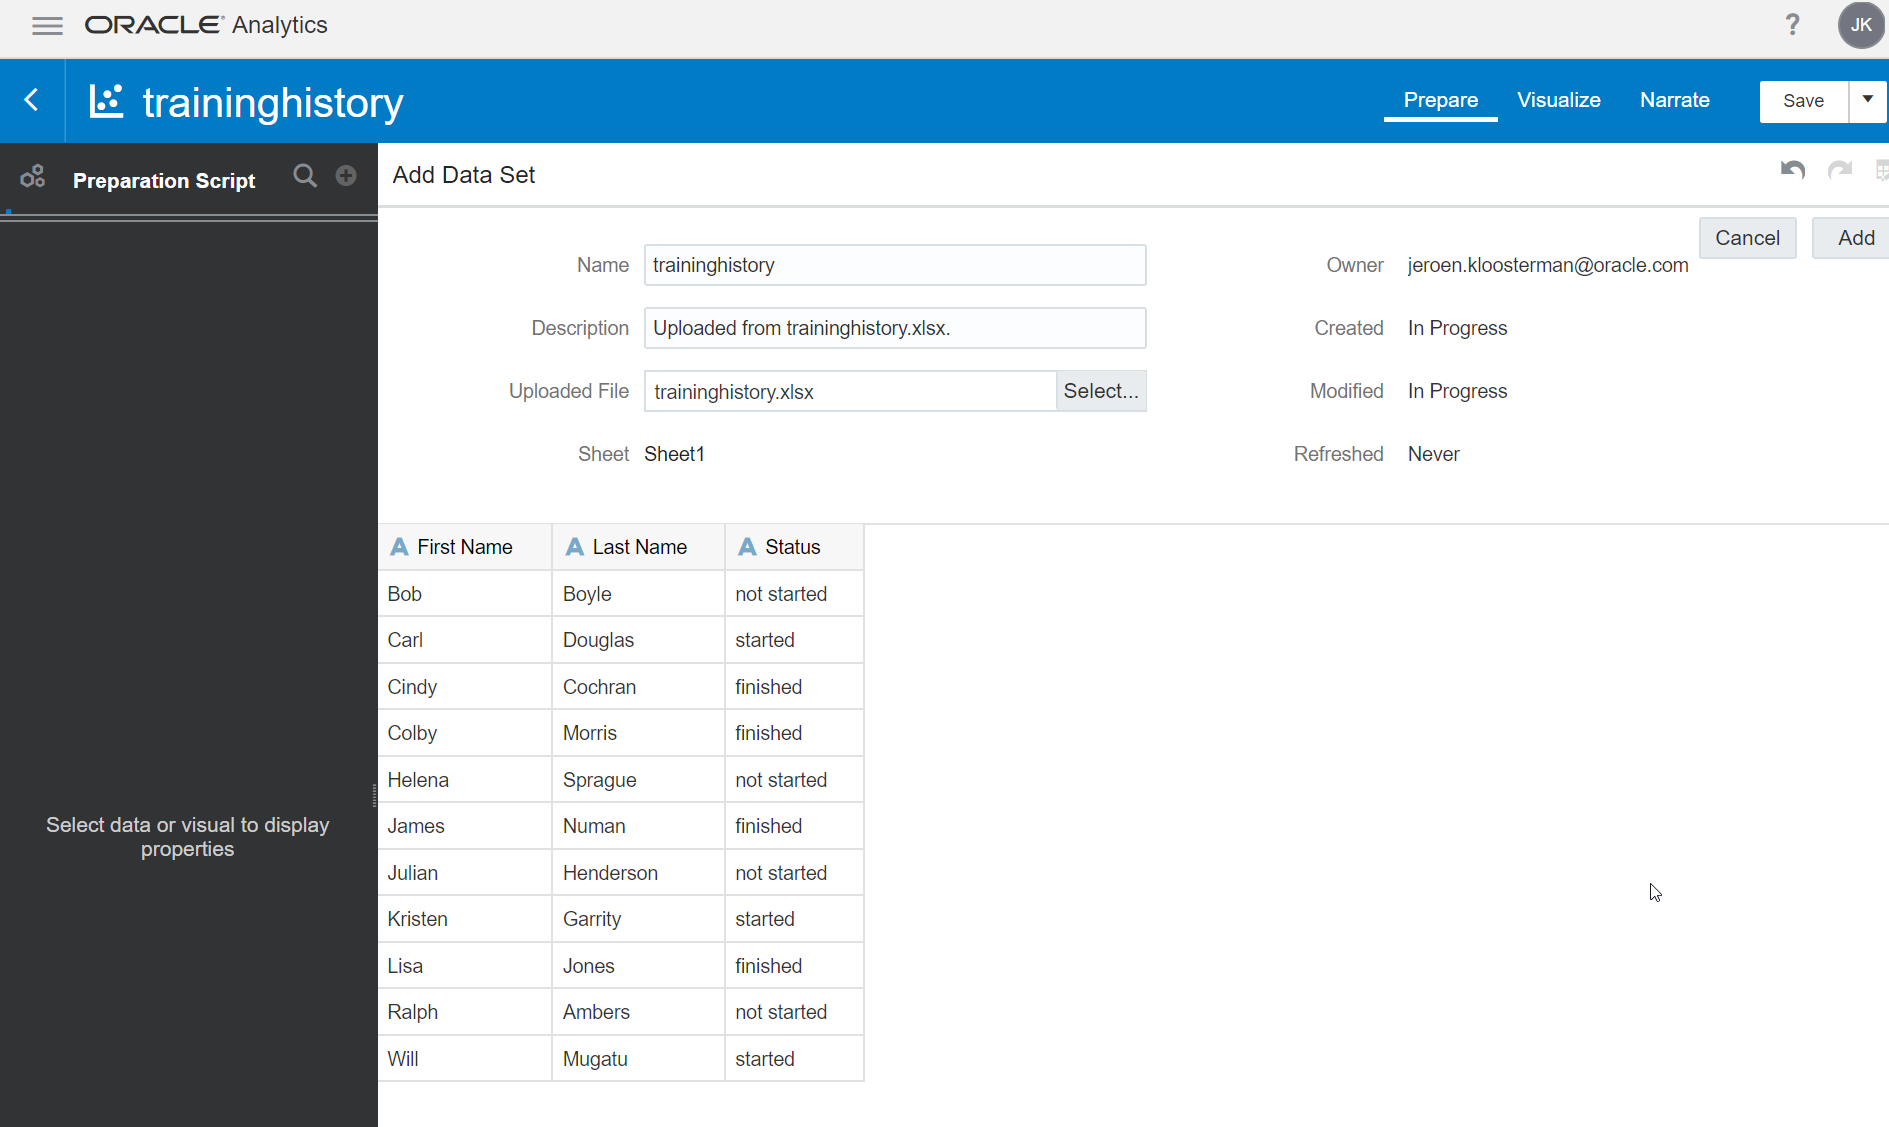 ORACLE Analytics
?
JK
traininghistory
Prepare
Visualize
Narrate
Save
Preparation Script
Add Data Set
Cancel
Add
Name
traininghistory
Owner
jeroen.kloosterman@oracle.com
Description
Uploaded from traininghistory.xlsx.
Created
In Progress
Uploaded File
traininghistory.xlsx
Select...
Modified
In Progress
Sheet
Sheet1
Refreshed
Never
A First Name
A Last Name
A Status
Bob Boyle not started
Carl Douglas started
Cindy Cochran finished
Colby Morris finished
Helena Sprague not started
James Numan finished
Julian Henderson not started
Kristen Garrity started
Lisa Jones finished
Ralph Ambers not started
Will Mugatu started
Select data or visual to display
properties